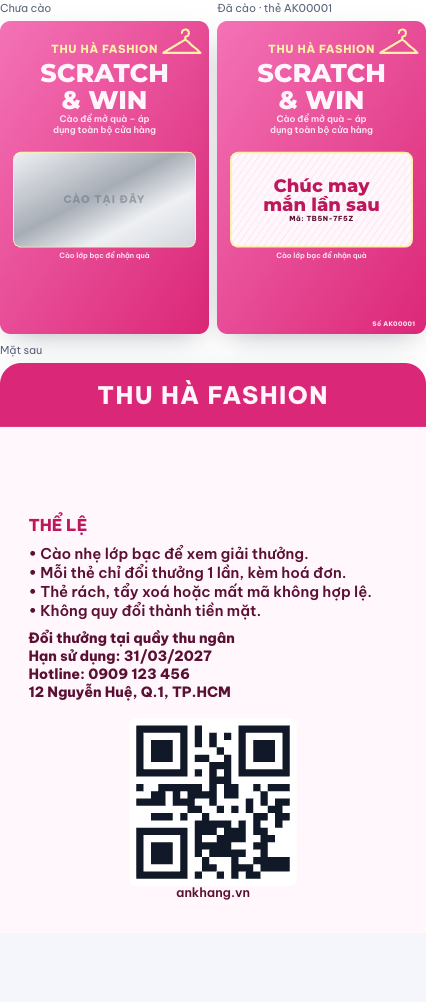 Chưa cào
THU HÀ FASHION
SCRATCH
& WIN
Cào để mở quà – áp
dụng toàn bộ cửa hàng
CÀO TẠI ĐÂY
Cào lớp bạc để nhận quà
Đã cào · thẻ AK00001
THU HÀ FASHION
SCRATCH
& WIN
Cào để mở quà – áp
dụng toàn bộ cửa hàng
Chúc may
mắn lần sau
Mã: TB6N-7F5Z
Cào lớp bạc để nhận quà
Số AK00001
Mặt sau
THU HÀ FASHION
THỂ LỆ
• Cào nhẹ lớp bạc để xem giải thưởng.
• Mỗi thẻ chỉ đổi thưởng 1 lần, kèm hoá đơn.
• Thẻ rách, tẩy xoá hoặc mất mã không hợp lệ.
• Không quy đổi thành tiền mặt.
Đổi thưởng tại quầy thu ngân
Hạn sử dụng: 31/03/2027
Hotline: 0909 123 456
12 Nguyễn Huệ, Q.1, TP.HCM
ankhang.vn